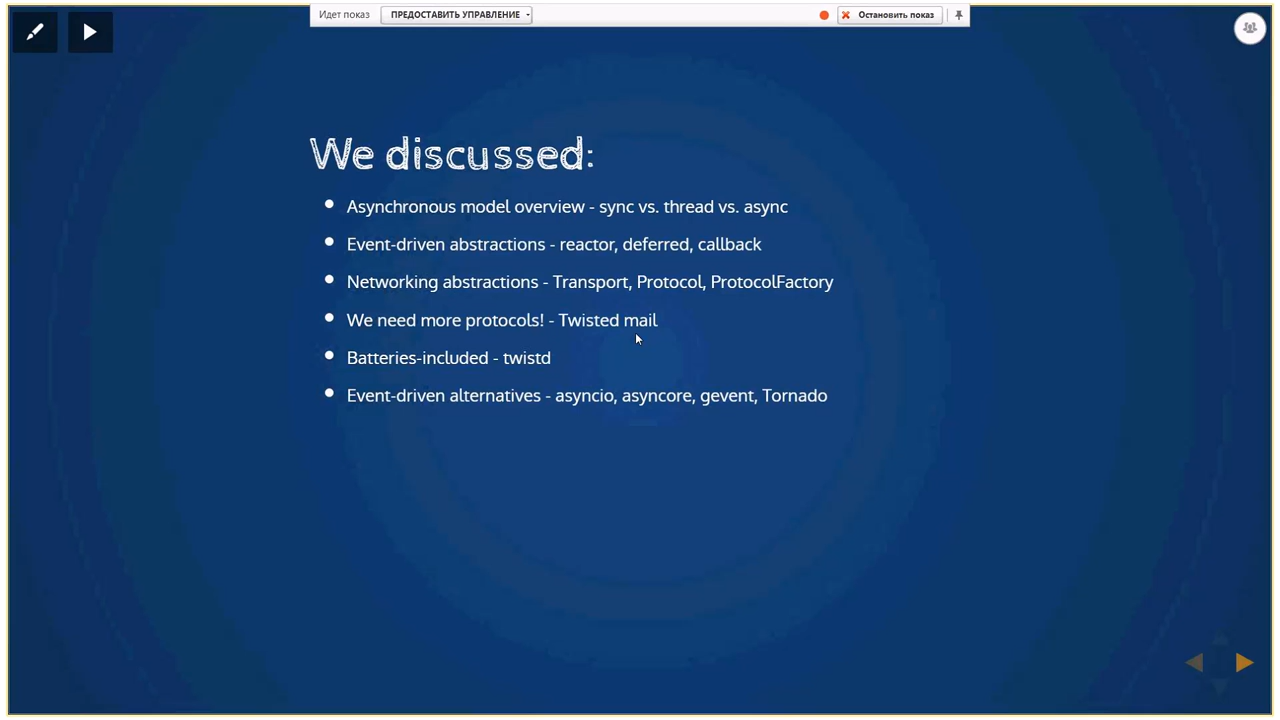 Идет показ
ПРЕДОСТАВИТЬ УПРАВЛЕНИЕ
Остановить показ
We discussed:
Asynchronous model overview - sync vs. thread vs. async
Event-driven abstractions - reactor, deferred, callback
Networking abstractions - Transport, Protocol, ProtocolFactory
We need more protocols! - Twisted mail
Batteries-included - twistd
Event-driven alternatives - asyncio, asyncore, gevent, Tornado